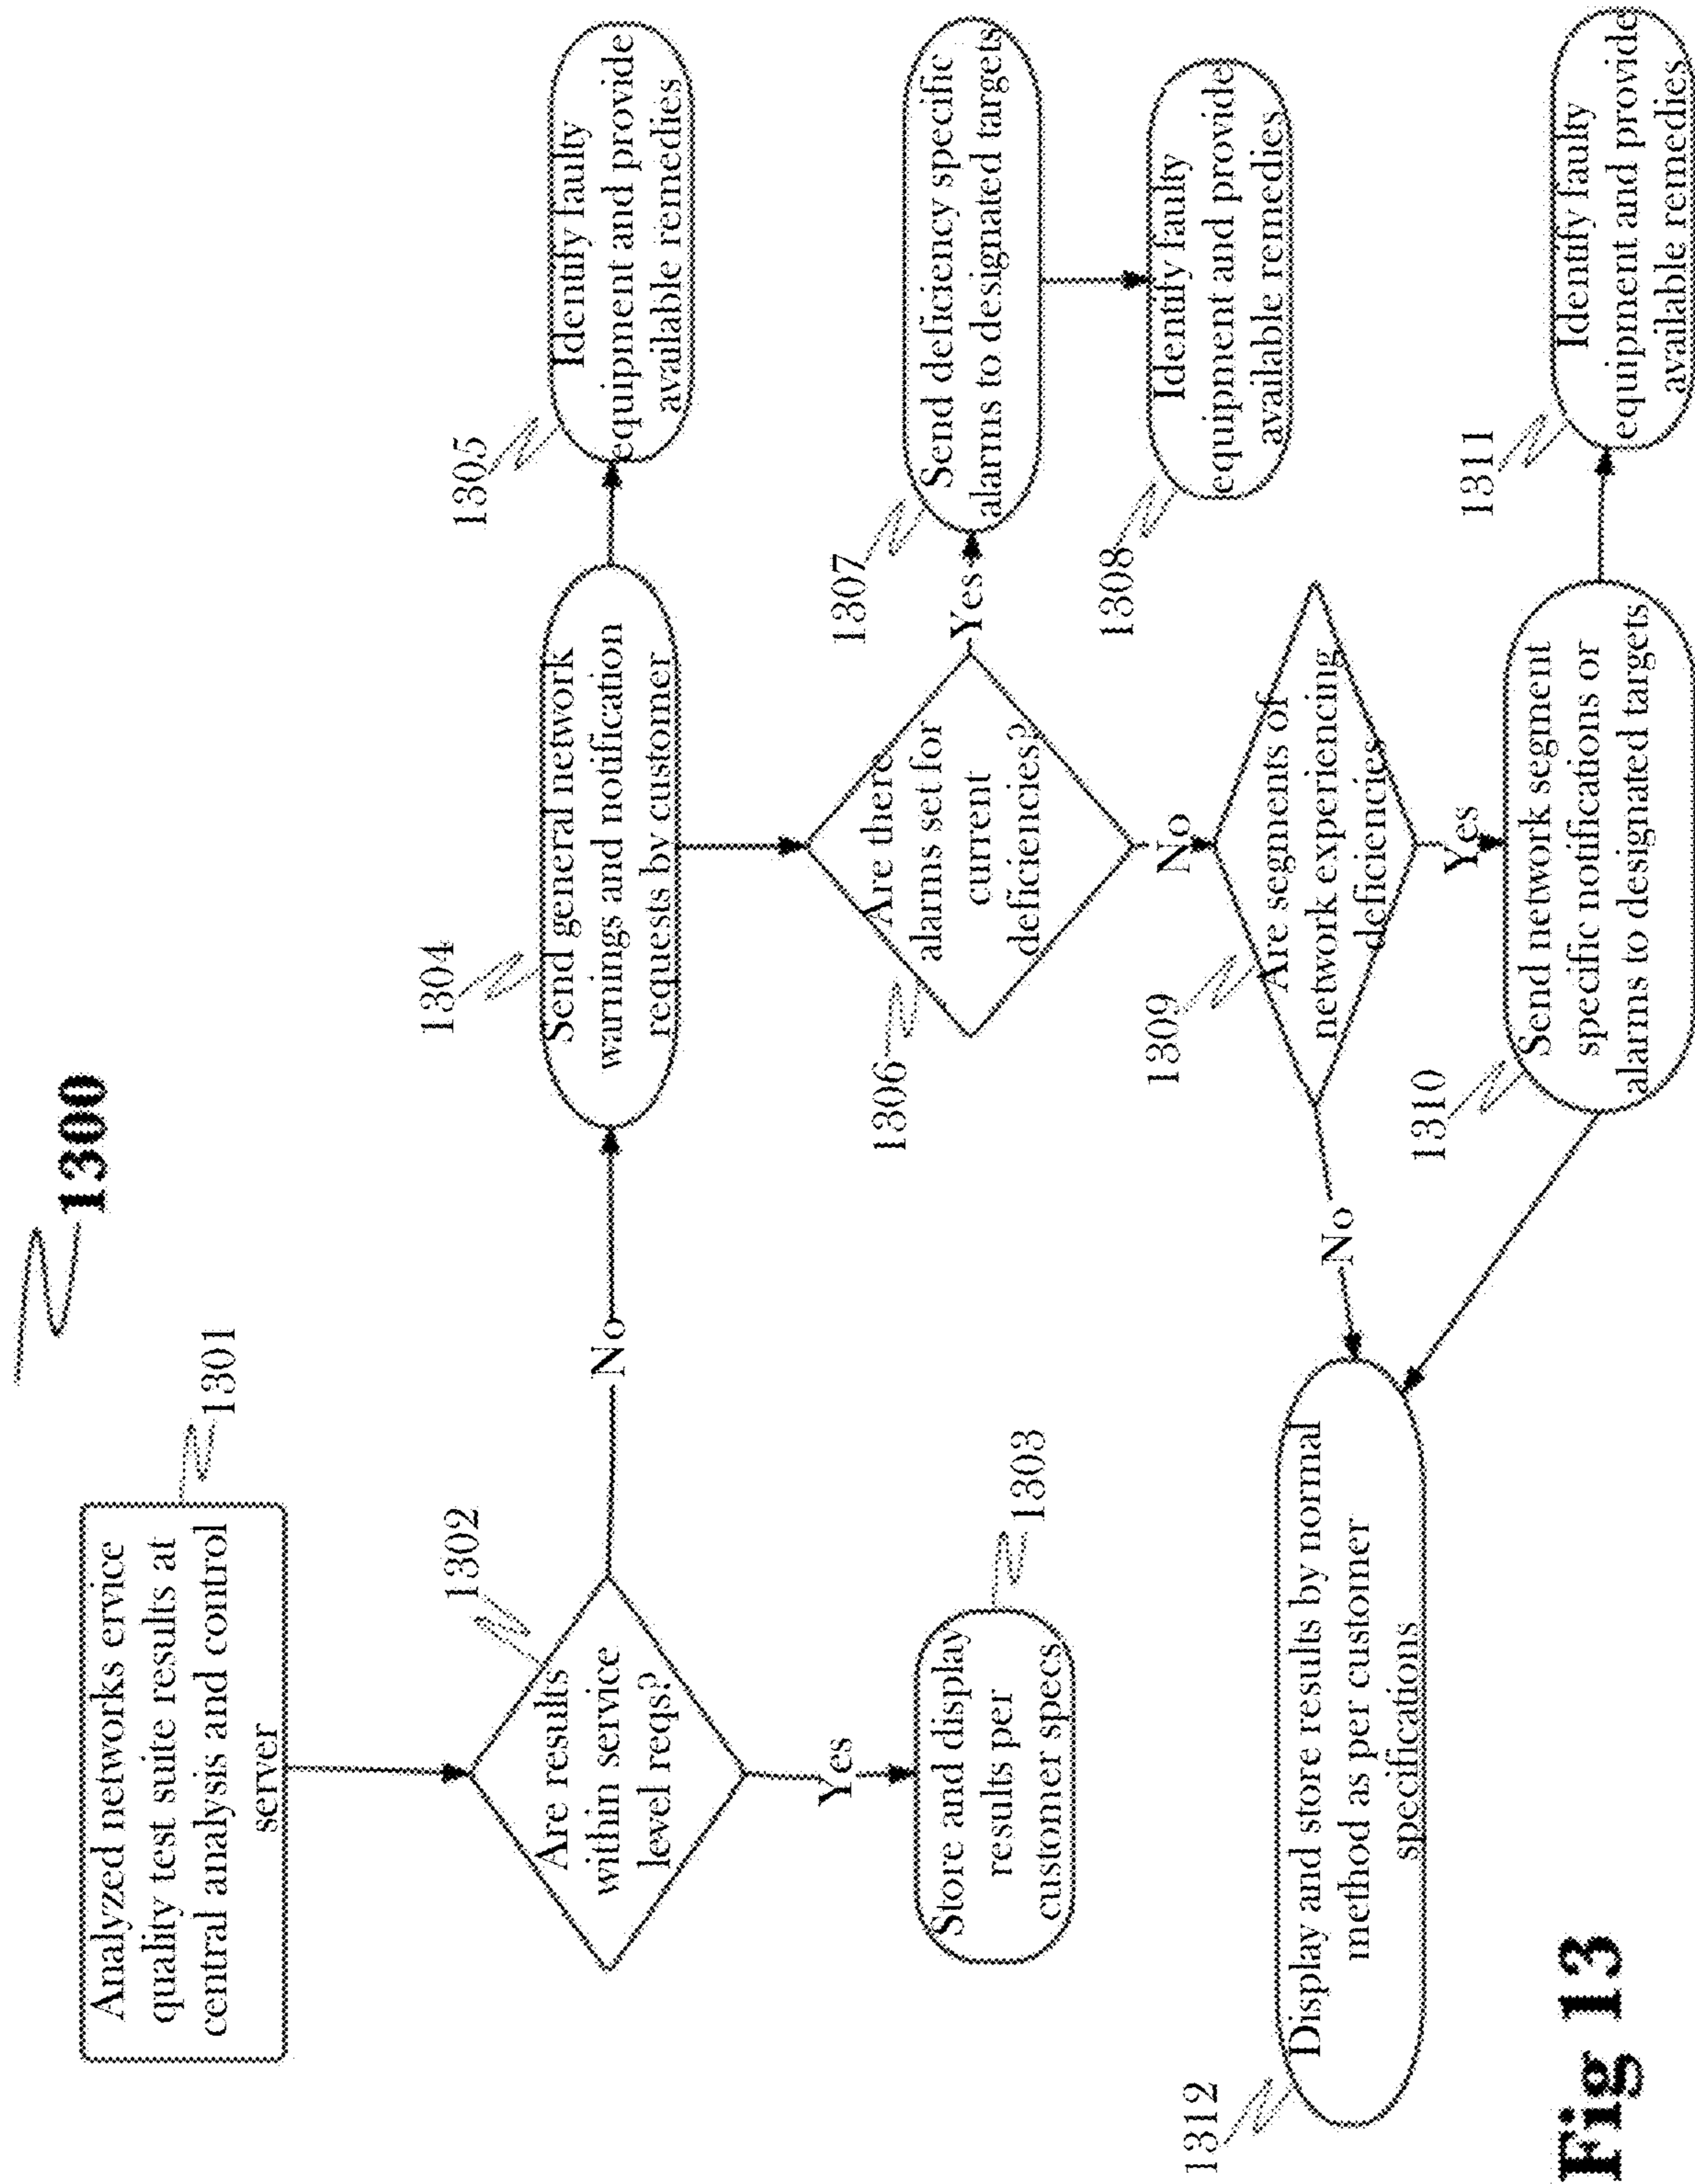 1300
Analyzed networks ervice
quality test suite results at
central analysis and control
server
1301
1302
Are results
within service
level reqs?
No
Yes
1303
Store and display
results per
customer specs
1304
Send general network
warnings and notification
requests by customer
1305
Identify faulty
equipment and provide
available remedies
1306
Are there
alarms set for
current
deficiencies?
Yes
1307
Send deficiency specific
alarms to designated targets
1308
Identify faulty
equipment and provide
available remedies
No
1309
Are segments of
network experiencing
deficiencies
No
Yes
1310
Send network segment
specific notifications or
alarms to designated targets
1311
Identify faulty
equipment and provide
available remedies
1312
Display and store results by normal
method as per customer
specifications
Fig 13